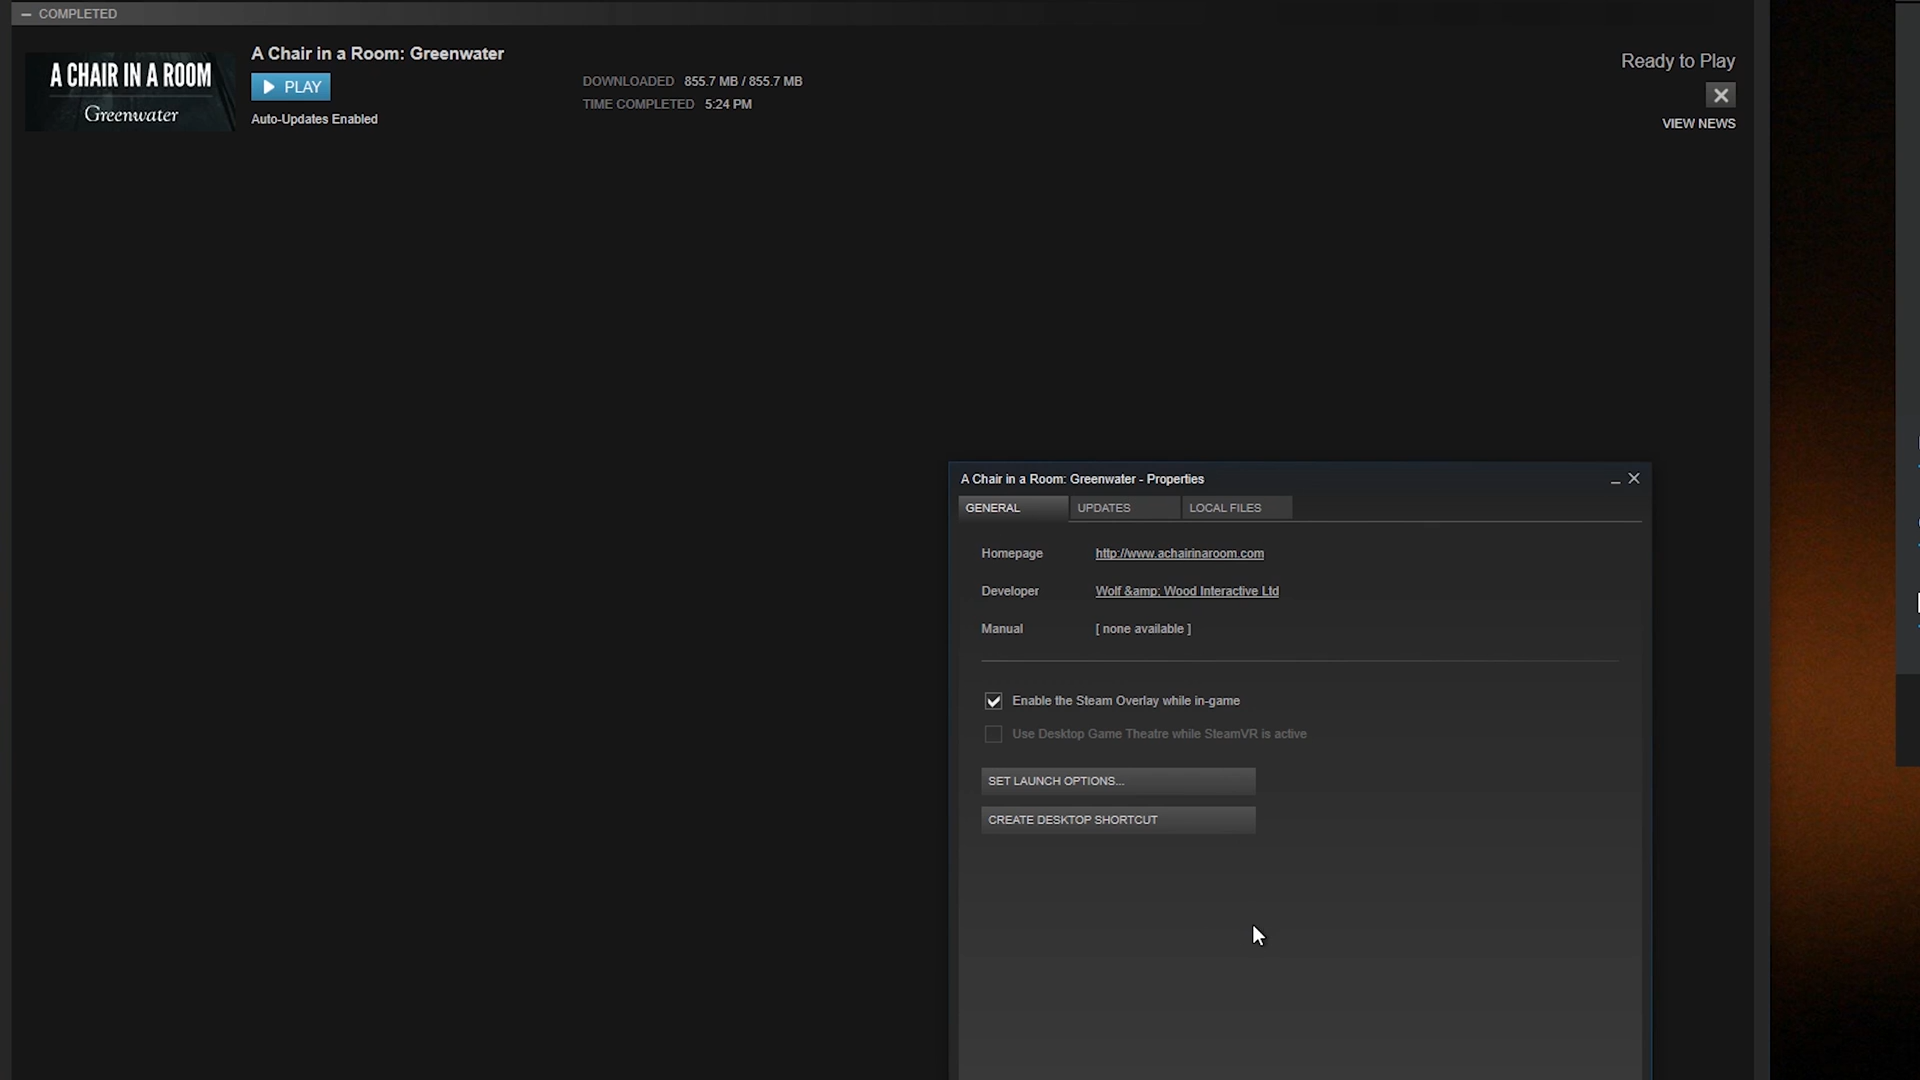 COMPLETED
A CHAIR IN A ROOM
Greenwater
A Chair in a Room: Greenwater
PLAY
Auto-Updates Enabled
DOWNLOADED 855.7 MB / 855.7 MB
TIME COMPLETED 5:24 PM
Ready to Play
VIEW NEWS
A Chair in a Room: Greenwater - Properties
GENERAL UPDATES LOCAL FILES
Homepage http://www.achairinaroom.com
Developer Wolf &amp; Wood Interactive Ltd
Manual [ none available ]
Enable the Steam Overlay while in-game
Use Desktop Game Theatre while SteamVR is active
SET LAUNCH OPTIONS...
CREATE DESKTOP SHORTCUT